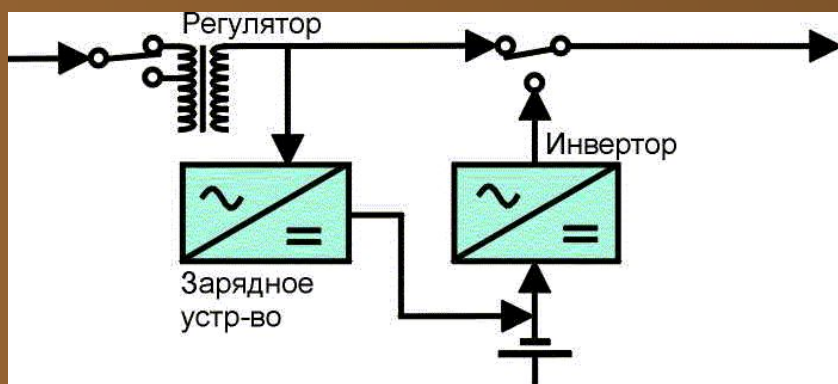 Регулятор
Инвертор
Зарядное
устр-во